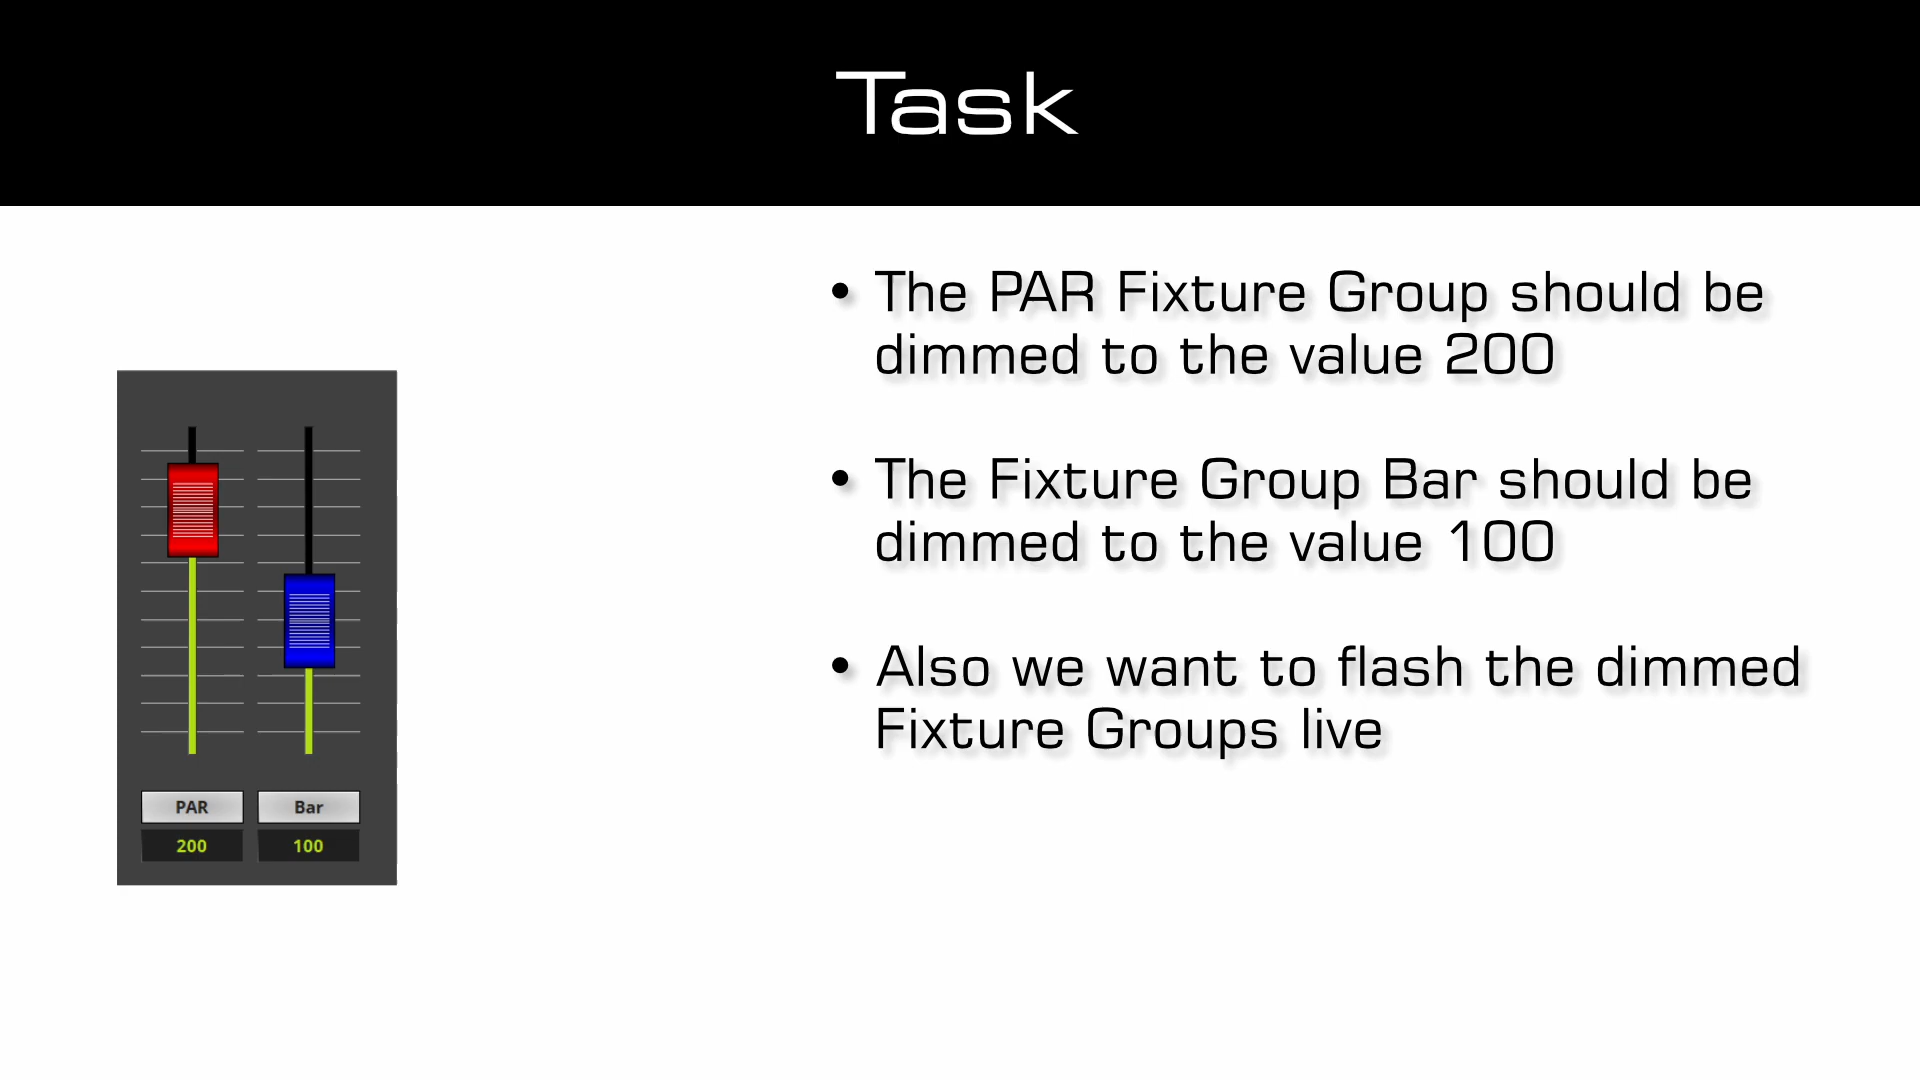 Task
• The PAR Fixture Group should be
dimmed to the value 200
• The Fixture Group Bar should be
dimmed to the value 100
• Also we want to flash the dimmed
Fixture Groups live
PAR Bar
200 100